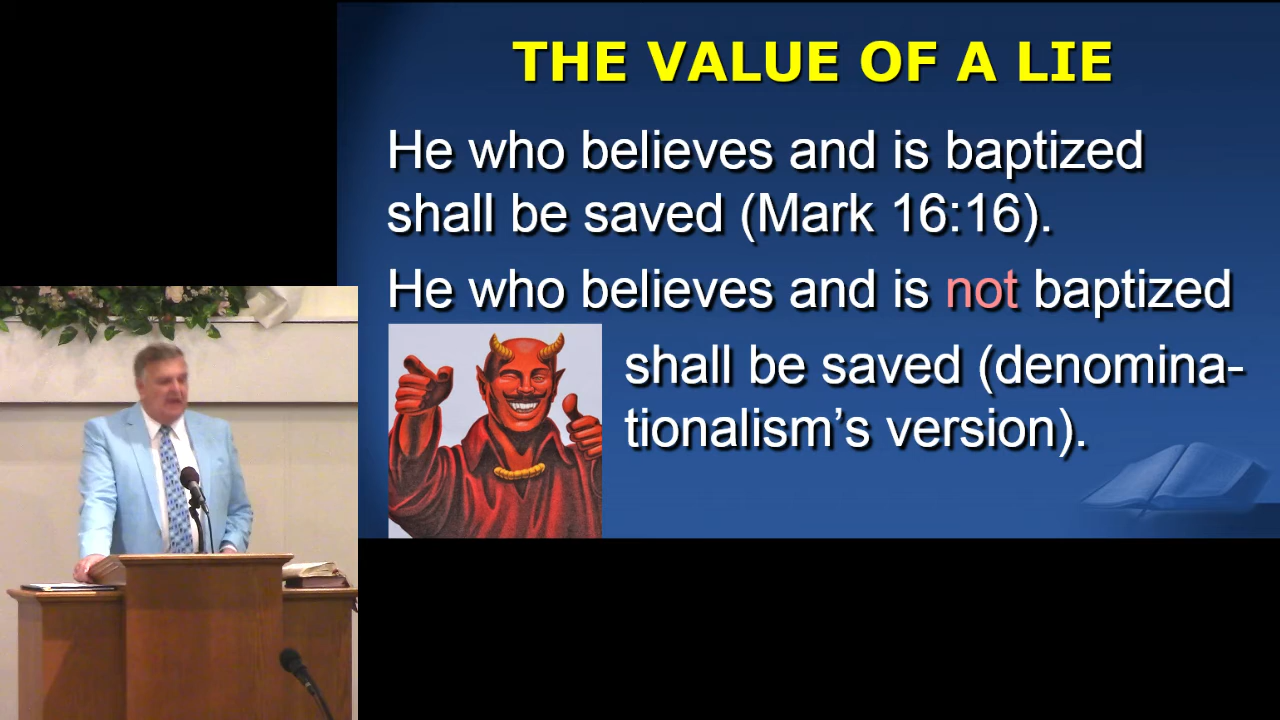 THE VALUE OF A LIE
He who believes and is baptized
shall be saved (Mark 16:16).
He who believes and is not baptized
shall be saved (denomina-
tionalism's version).